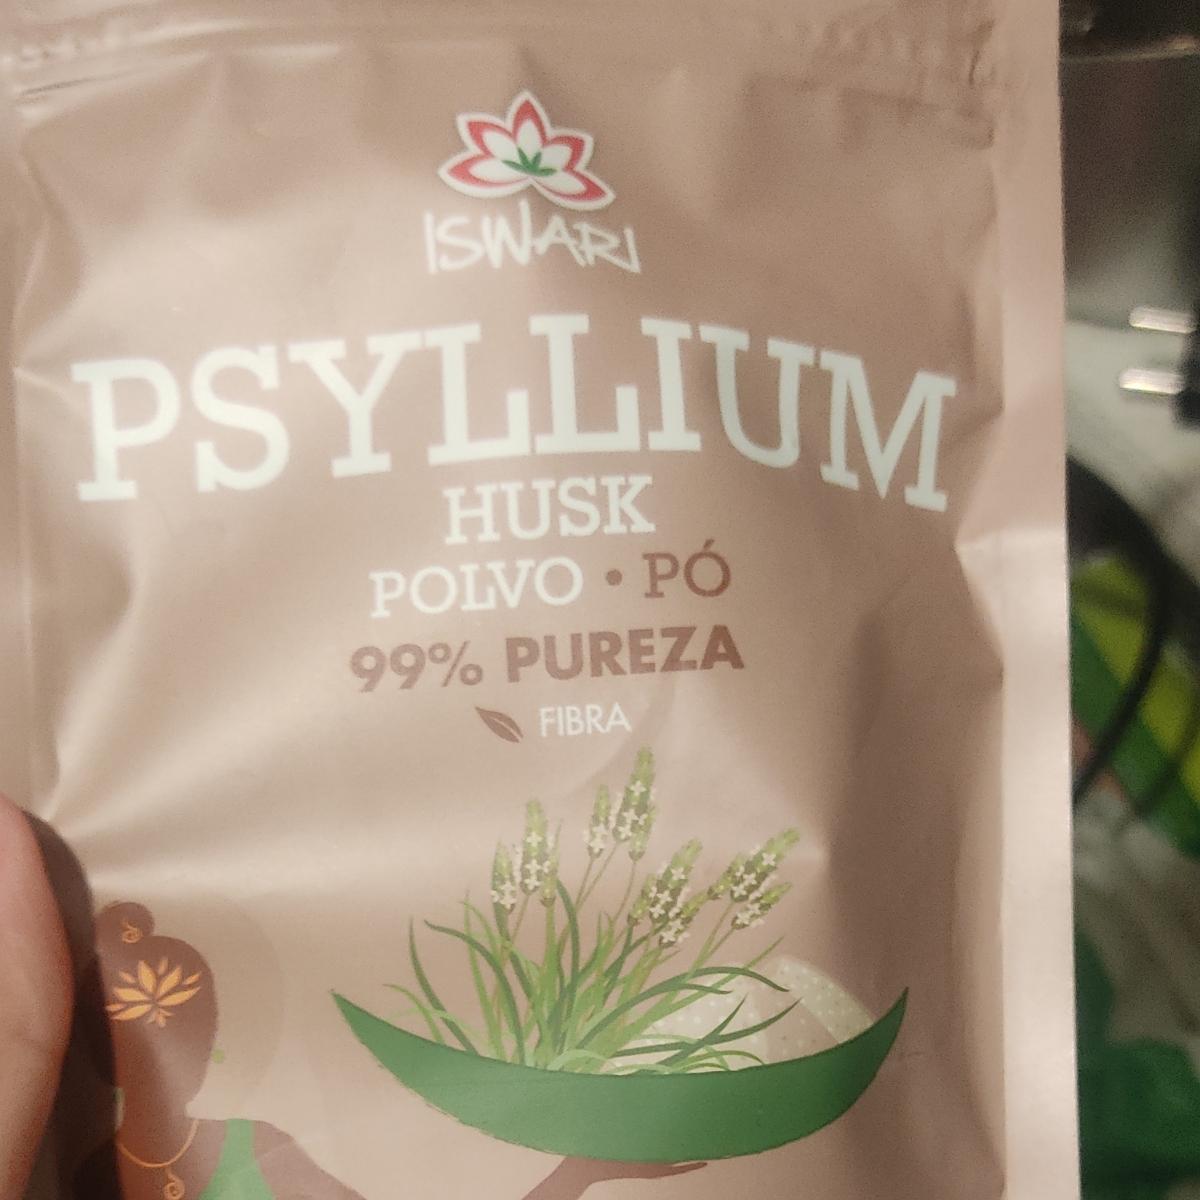 ISWARI
PSYLLIUM
HUSK
POLVO • PÓ
99% PUREZA
FIBRA